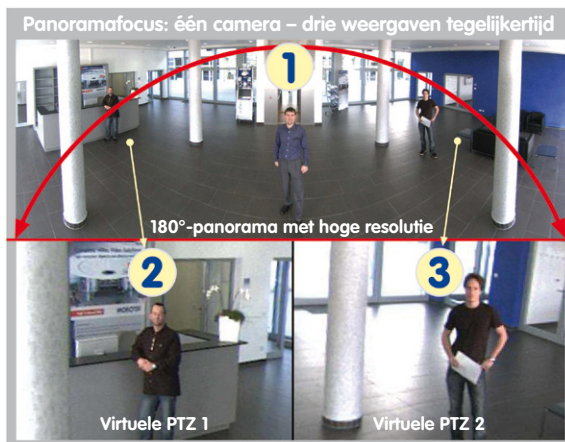 Panoramafocus: één camera – drie weergaven tegelijkertijd
1
180°-panorama met hoge resolutie
2
3
MOBOTIX
Virtuele PTZ 1
Virtuele PTZ 2